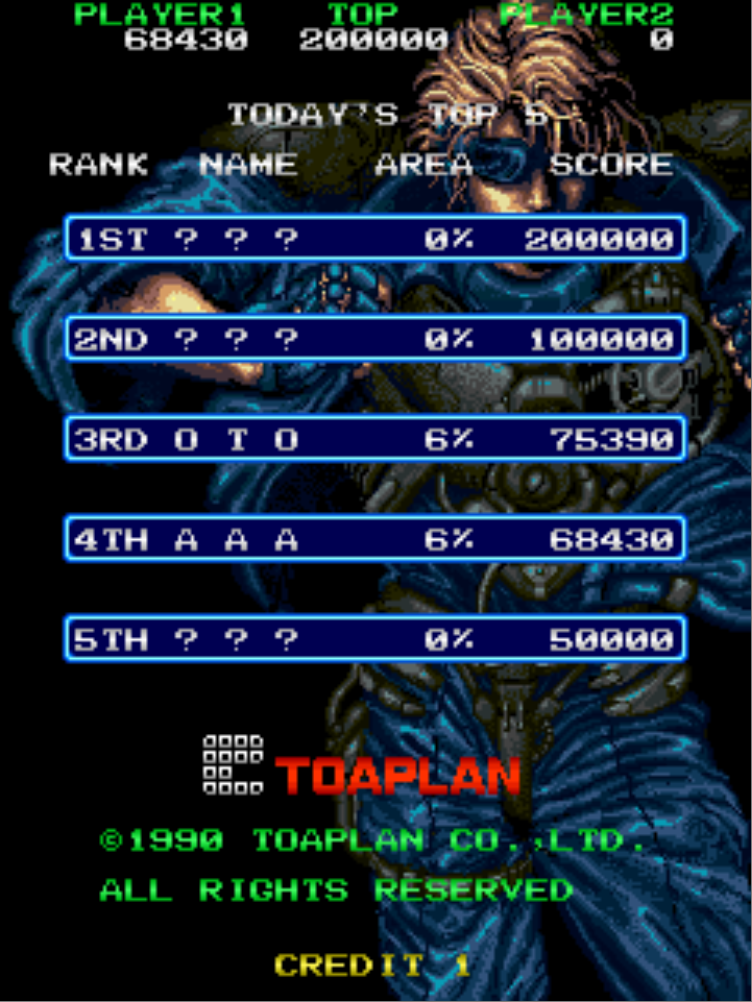 PLAYER1 TOP PLAYER2
68430 200000 0
TODAY'S TOP 5
RANK NAME AREA SCORE
1ST ? ? ? 0% 200000
2ND ? ? ? 0% 100000
3RD O T O 6% 75390
4TH A A A 6% 68430
5TH ? ? ? 0% 50000
TOAPLAN
©1990 TOAPLAN CO.,LTD.
ALL RIGHTS RESERVED
CREDIT 1